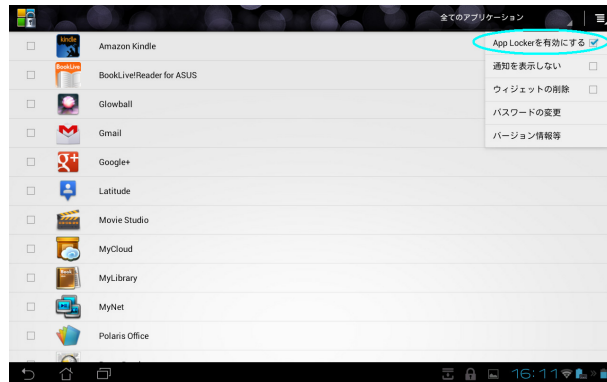 全てのアプリケーション
App Lockerを有効にする
通知を表示しない
ウィジェットの削除
パスワードの変更
バージョン情報等
kindle
Amazon Kindle
BookLive!
BookLive!Reader for ASUS
Glowball
Gmail
Google+
Latitude
Movie Studio
MyCloud
MyLibrary
MyNet
Polaris Office
16:11